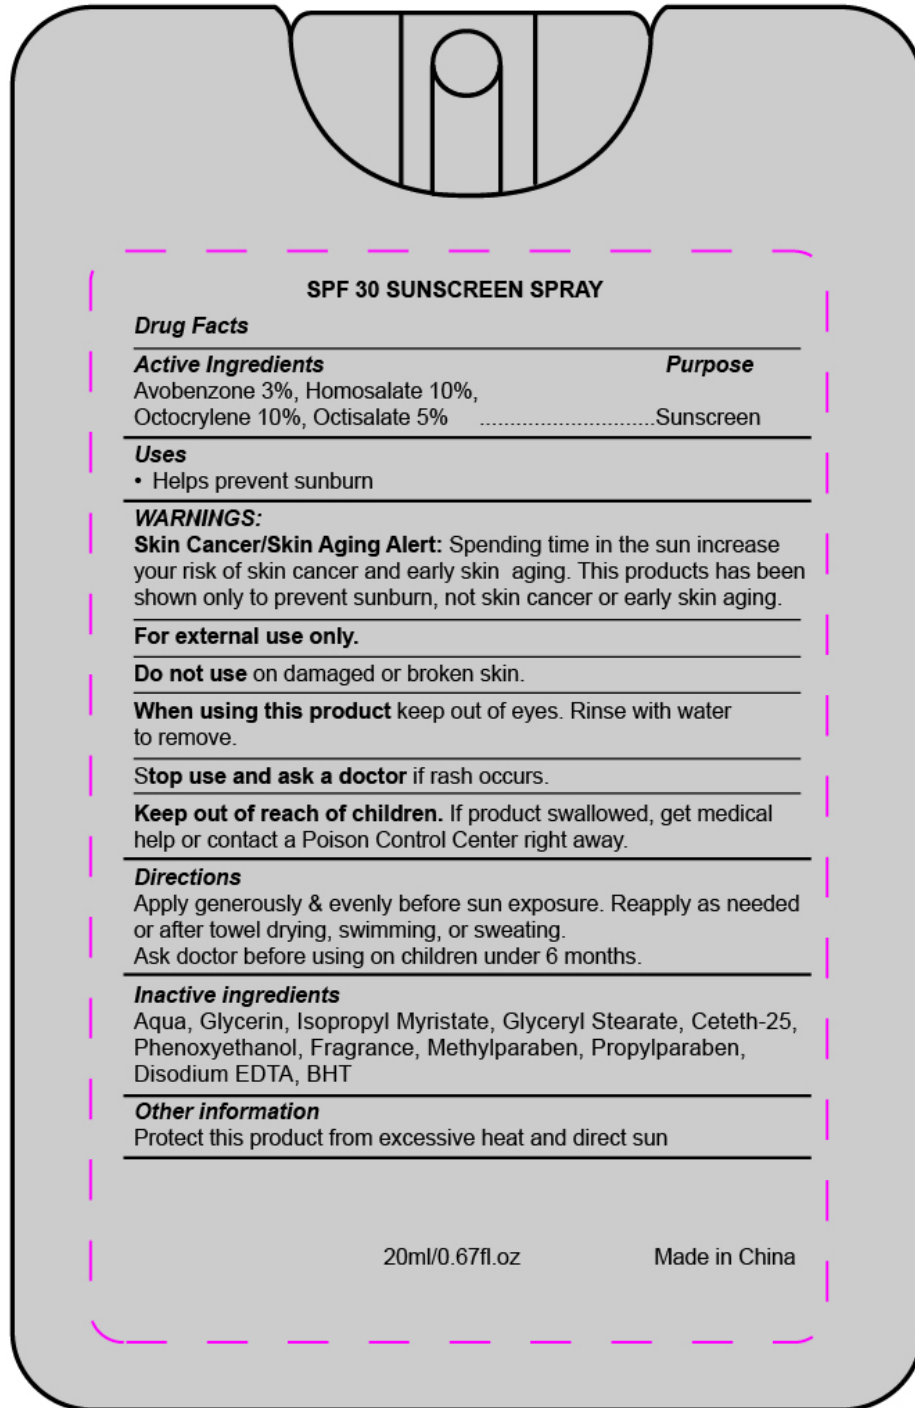 SPF 30 SUNSCREEN SPRAY
Drug Facts
Active Ingredients Purpose
Avobenzone 3%, Homosalate 10%,
Octocrylene 10%, Octisalate 5% .............................Sunscreen
Uses
• Helps prevent sunburn
WARNINGS:
Skin Cancer/Skin Aging Alert: Spending time in the sun increase
your risk of skin cancer and early skin aging. This products has been
shown only to prevent sunburn, not skin cancer or early skin aging.
For external use only.
Do not use on damaged or broken skin.
When using this product keep out of eyes. Rinse with water
to remove.
Stop use and ask a doctor if rash occurs.
Keep out of reach of children. If product swallowed, get medical
help or contact a Poison Control Center right away.
Directions
Apply generously & evenly before sun exposure. Reapply as needed
or after towel drying, swimming, or sweating.
Ask doctor before using on children under 6 months.
Inactive ingredients
Aqua, Glycerin, Isopropyl Myristate, Glyceryl Stearate, Ceteth-25,
Phenoxyethanol, Fragrance, Methylparaben, Propylparaben,
Disodium EDTA, BHT
Other information
Protect this product from excessive heat and direct sun
20ml/0.67fl.oz Made in China